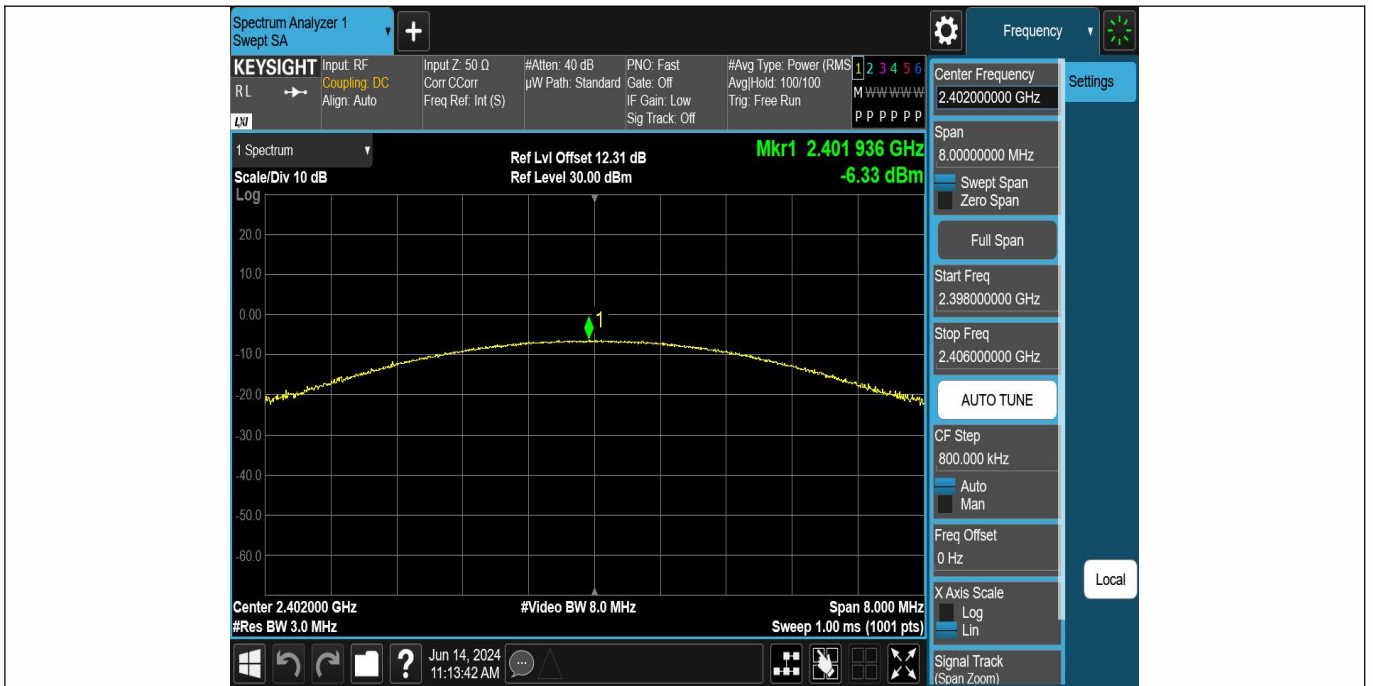 Spectrum Analyzer 1
Swept SA
+
Frequency
KEYSIGHT
RL
LXI
Input: RF
Coupling: DC
Align: Auto
Input Z: 50 Ω
Corr CCorr
Freq Ref: Int (S)
#Atten: 40 dB
µW Path: Standard
PNO: Fast
Gate: Off
IF Gain: Low
Sig Track: Off
#Avg Type: Power (RMS
Avg|Hold: 100/100
Trig: Free Run
1 2 3 4 5 6
M W W W W W
P P P P P P
1 Spectrum
Scale/Div 10 dB
Log
Ref Lvl Offset 12.31 dB
Ref Level 30.00 dBm
Mkr1 2.401 936 GHz
-6.33 dBm
20.0
10.0
0.00
-10.0
-20.0
-30.0
-40.0
-50.0
-60.0
1
Center 2.402000 GHz
#Res BW 3.0 MHz
#Video BW 8.0 MHz
Span 8.000 MHz
Sweep 1.00 ms (1001 pts)
Center Frequency
2.402000000 GHz
Settings
Span
8.00000000 MHz
Swept Span
Zero Span
Full Span
Start Freq
2.398000000 GHz
Stop Freq
2.406000000 GHz
AUTO TUNE
CF Step
800.000 kHz
Auto
Man
Freq Offset
0 Hz
Local
X Axis Scale
Log
Lin
Signal Track
(Span Zoom)
?
Jun 14, 2024
11:13:42 AM